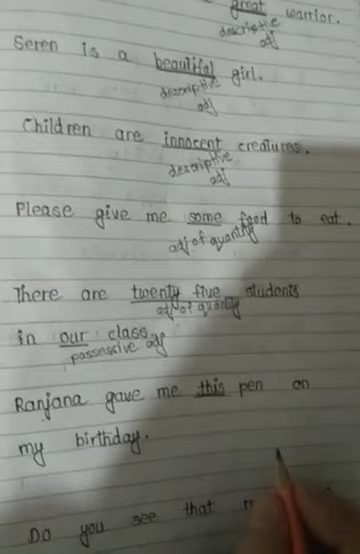 great warrior.
descriptive
adj
Seren is a beautiful girl.
descriptive
adj
Children are innocent creatures.
descriptive
adj
Please give me some food to eat.
adj of quantity
There are twenty five students
adj of quantity
in our class.
possessive adj
Ranjana gave me this pen on
my birthday.
Do you see that